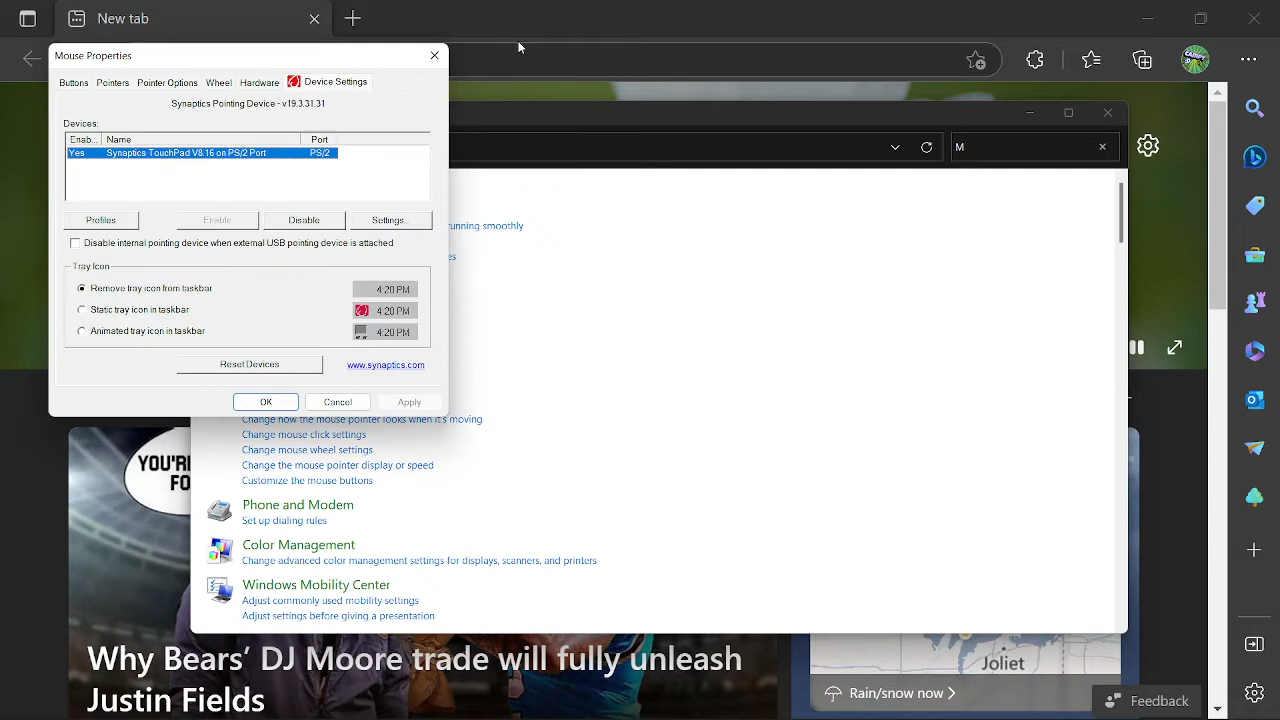 New tab
Mouse Properties
Buttons Pointers Pointer Options Wheel Hardware Device Settings
Synaptics Pointing Device - v19.3.31.31
Devices:
Enab... Name Port
Yes Synaptics TouchPad V8.16 on PS/2 Port PS/2
Profiles Enable Disable Settings...
Disable internal pointing device when external USB pointing device is attached
Tray Icon
Remove tray icon from taskbar 4:20 PM
Static tray icon in taskbar 4:20 PM
Animated tray icon in taskbar 4:20 PM
Reset Devices www.synaptics.com
OK Cancel Apply
M
running smoothly
Change how the mouse pointer looks when it's moving
Change mouse click settings
Change mouse wheel settings
Change the mouse pointer display or speed
Customize the mouse buttons
Phone and Modem
Set up dialing rules
Color Management
Change advanced color management settings for displays, scanners, and printers
Windows Mobility Center
Adjust commonly used mobility settings
Adjust settings before giving a presentation
YOU'RE
FO
Why Bears' DJ Moore trade will fully unleash
Justin Fields
Joliet
Rain/snow now
Feedback